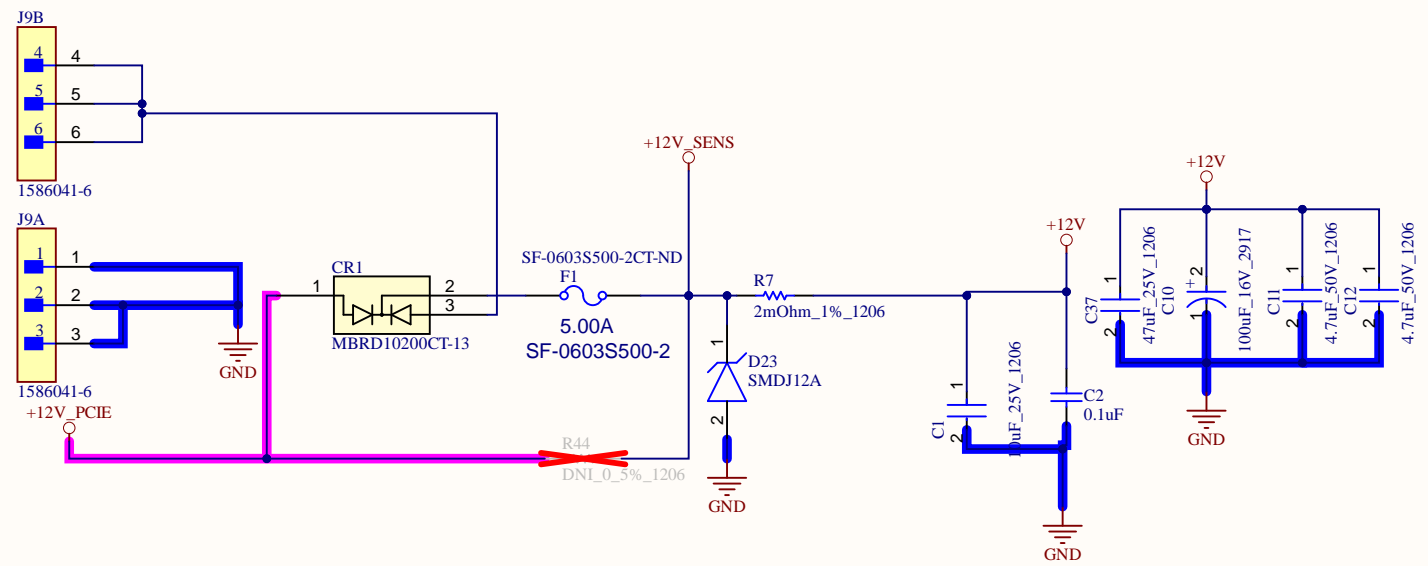 J9B
4
4
5
5
6
6
1586041-6
J9A
1
1
2
2
3
3
1586041-6
GND
+12V_PCIE
CR1
1
2
3
MBRD10200CT-13
SF-0603S500-2CT-ND
F1
5.00A
SF-0603S500-2
+12V_SENS
R7
2mOhm_1%_1206
1
D23
SMDJ12A
2
GND
R44
DNI_0_5%_1206
+12V
1
C1
2
10uF_25V_1206
C2
0.1uF
GND
+12V
1
C37
2
47uF_25V_1206
2
+
C10
1
100uF_16V_2917
1
C11
2
4.7uF_50V_1206
1
C12
2
4.7uF_50V_1206
GND